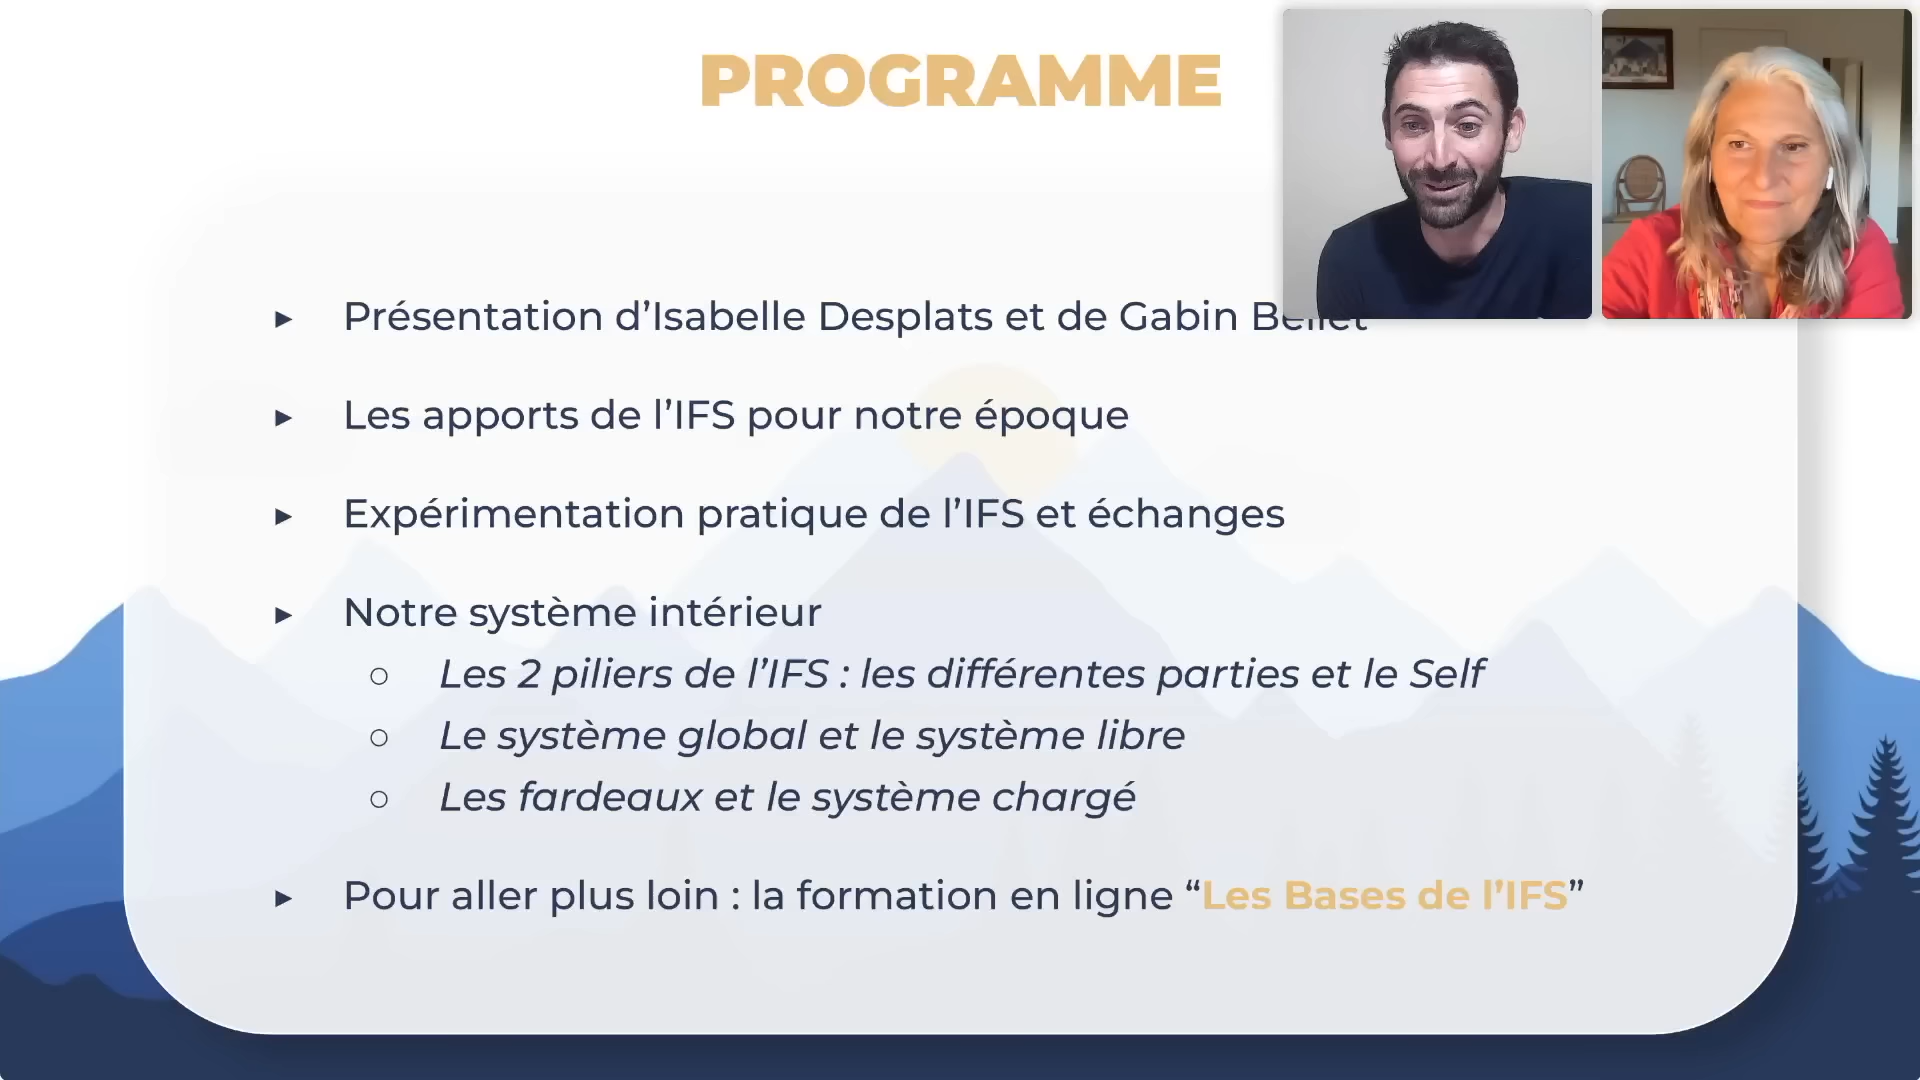 PROGRAMME
► Présentation d’Isabelle Desplats et de Gabin
► Les apports de l’IFS pour notre époque
► Expérimentation pratique de l’IFS et échanges
► Notre système intérieur
○ Les 2 piliers de l’IFS : les différentes parties et le Self
○ Le système global et le système libre
○ Les fardeaux et le système chargé
► Pour aller plus loin : la formation en ligne “Les Bases de l’IFS”